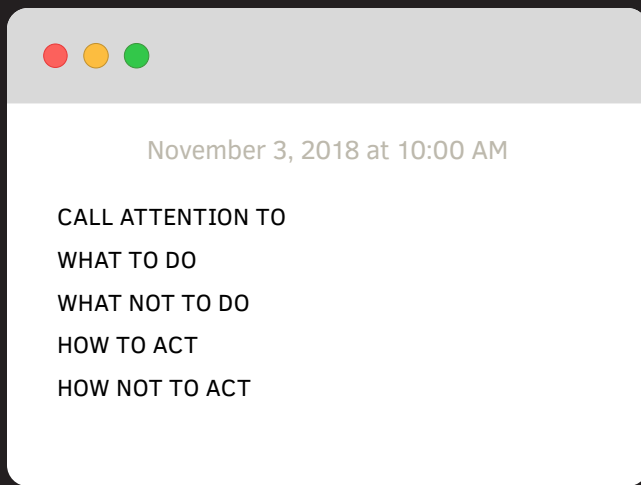 November 3, 2018 at 10:00 AM
CALL ATTENTION TO
WHAT TO DO
WHAT NOT TO DO
HOW TO ACT
HOW NOT TO ACT